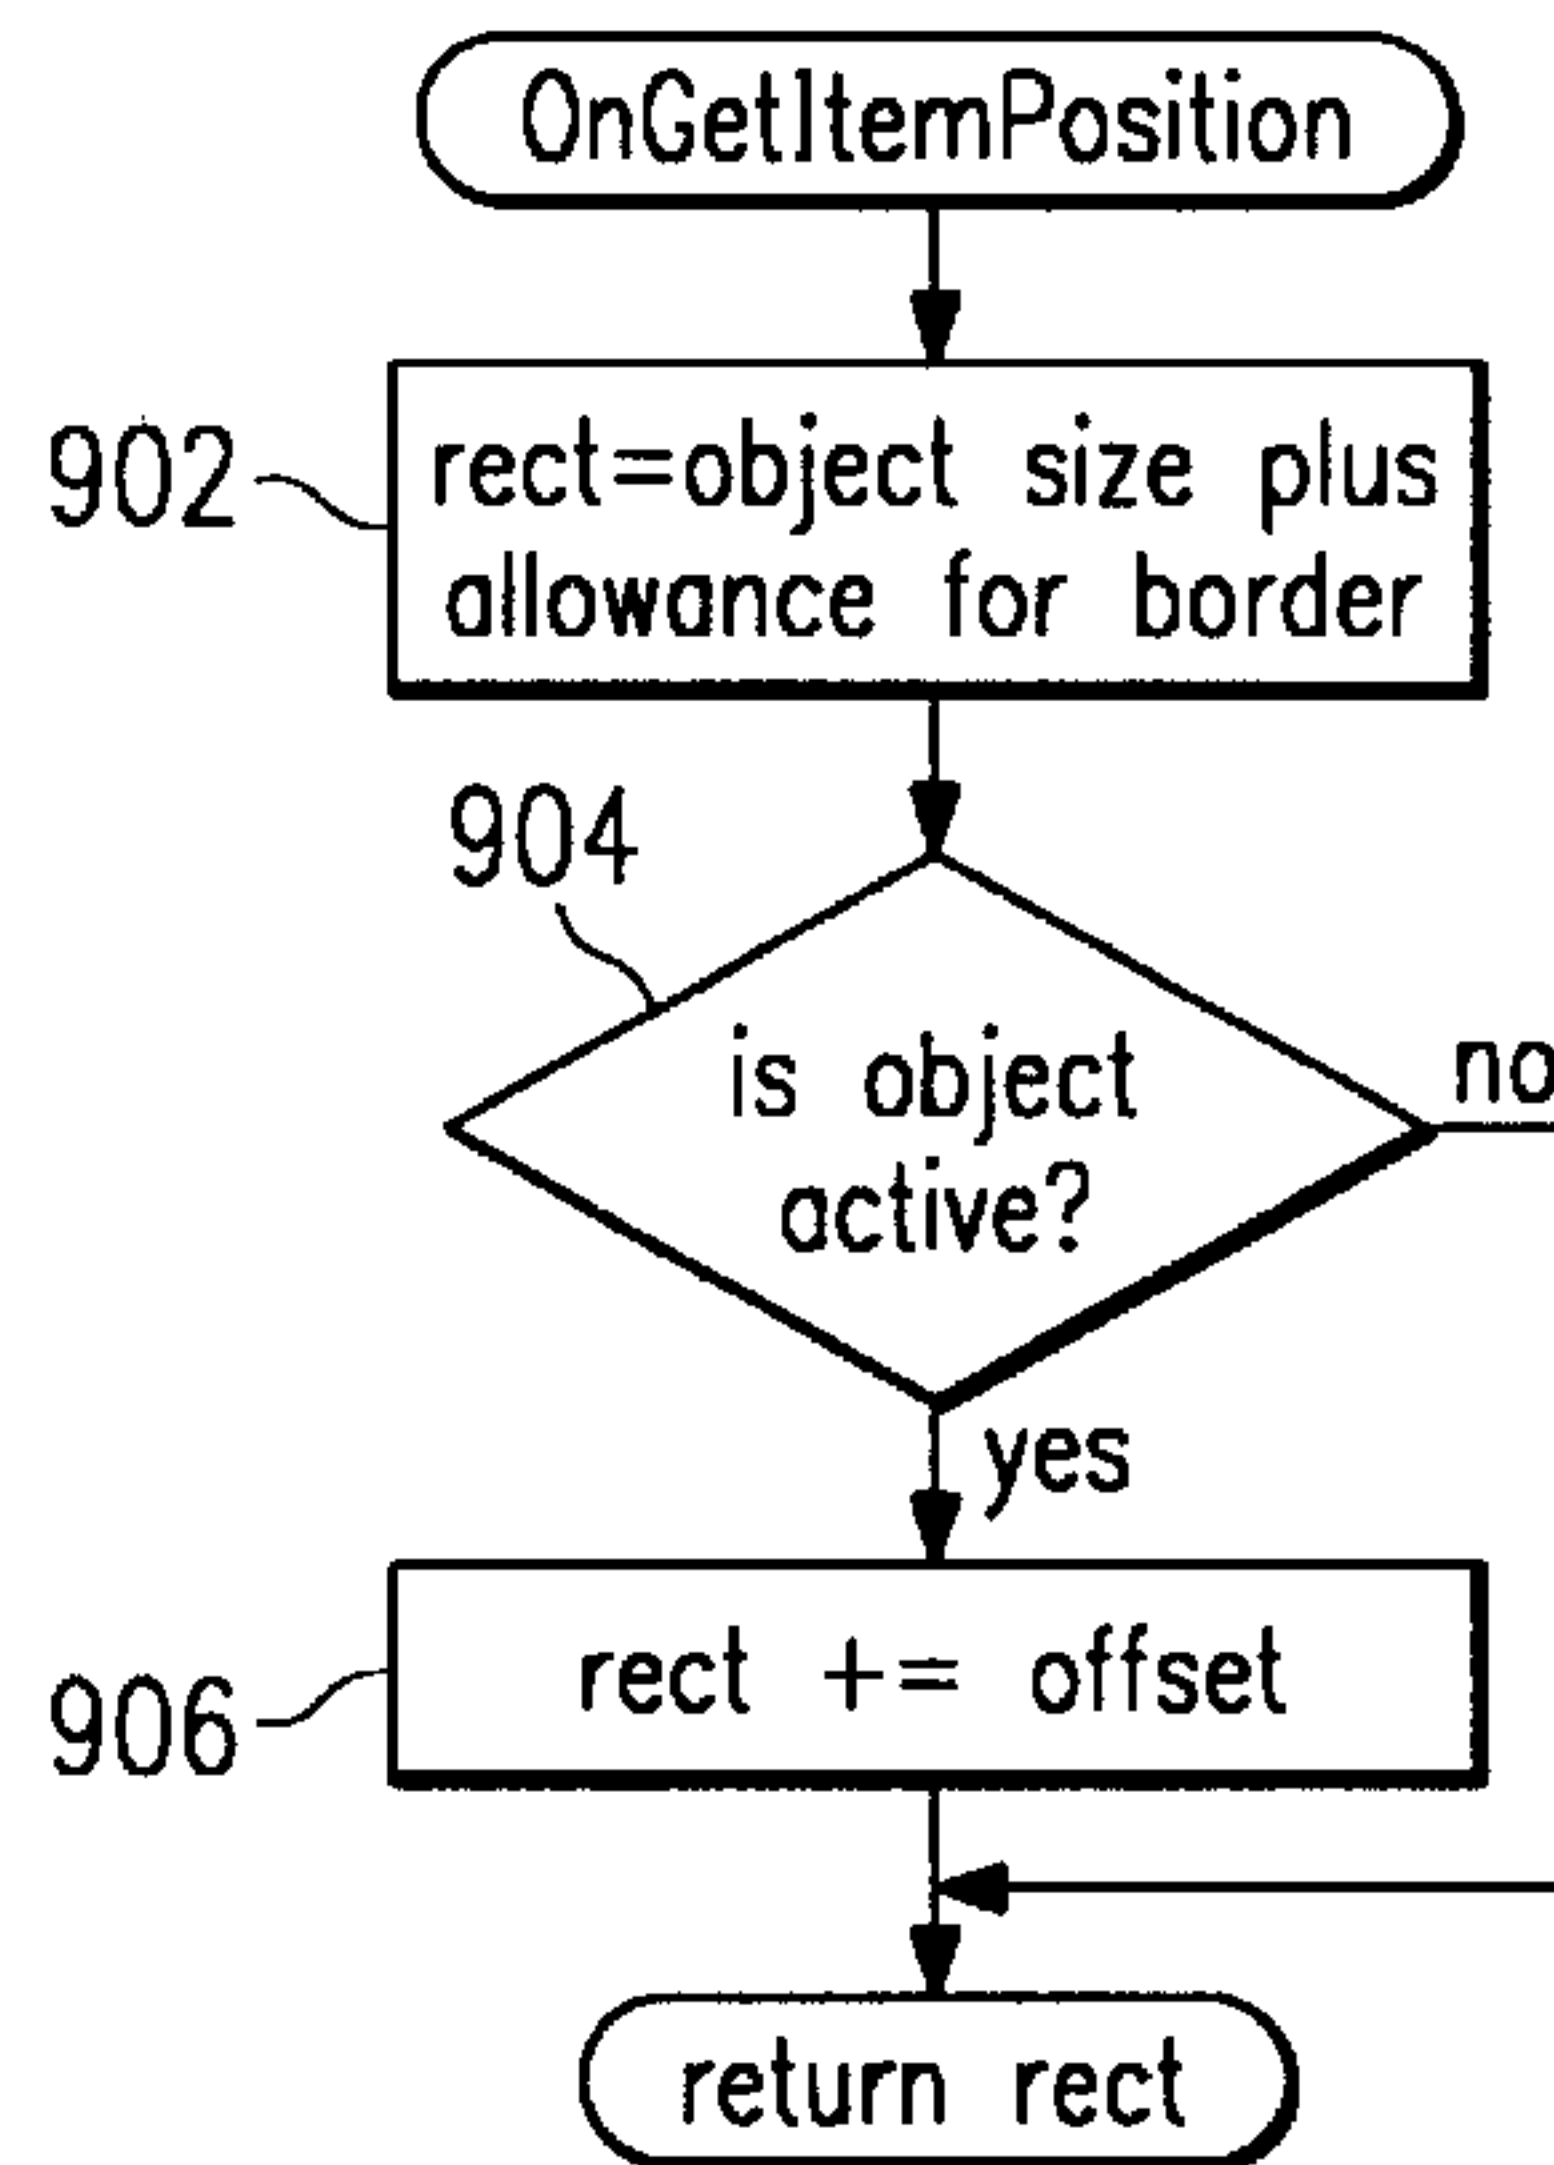 OnGetItemPosition
902
rect=object size plus
allowance for border
904
is object
active?
no
yes
906
rect += offset
return rect